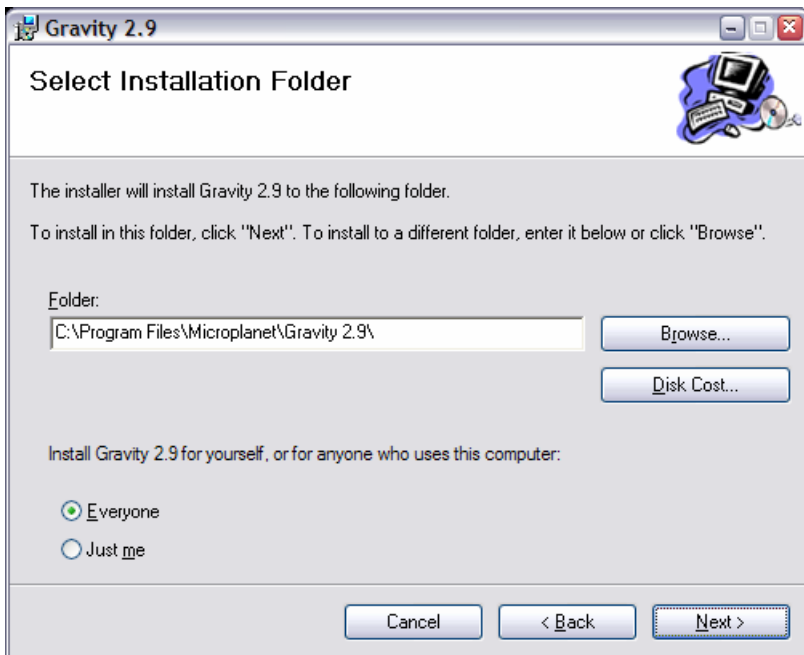 Gravity 2.9
Select Installation Folder
The installer will install Gravity 2.9 to the following folder.
To install in this folder, click "Next". To install to a different folder, enter it below or click "Browse".
Folder:
C:\Program Files\Microplanet\Gravity 2.9\
Browse...
Disk Cost...
Install Gravity 2.9 for yourself, or for anyone who uses this computer:
Everyone
Just me
Cancel
< Back
Next >